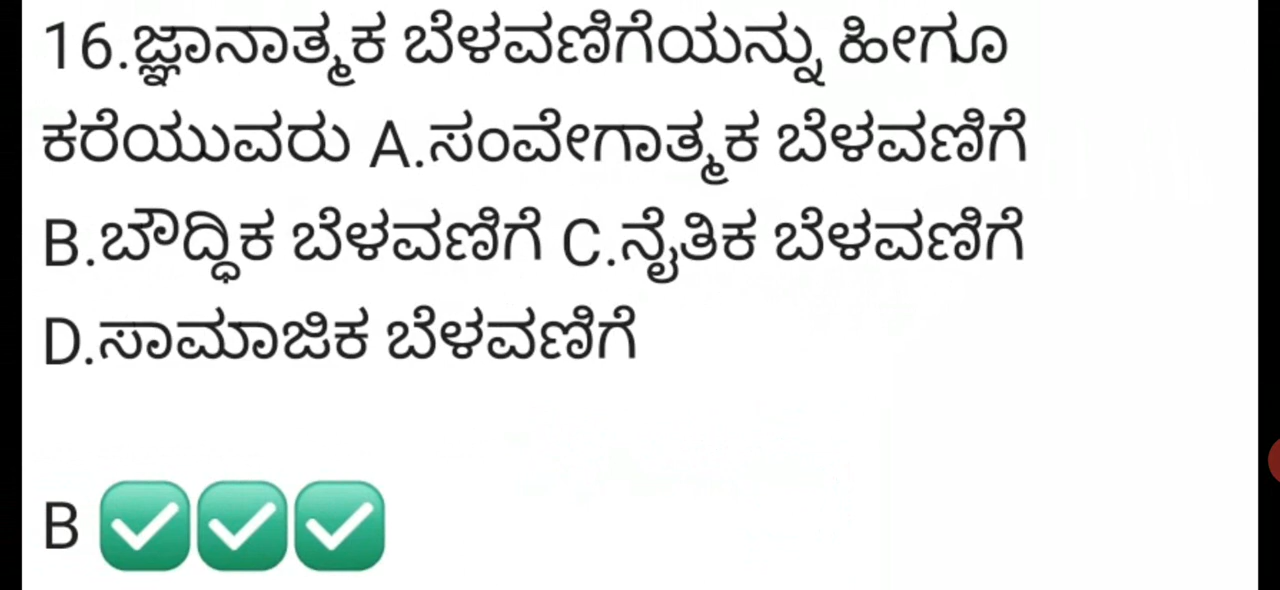 16.ಜ್ಞಾನಾತ್ಮಕ ಬೆಳವಣಿಗೆಯನ್ನು ಹೀಗೂ
ಕರೆಯುವರು A.ಸಂವೇಗಾತ್ಮಕ ಬೆಳವಣಿಗೆ
B.ಬೌದ್ಧಿಕ ಬೆಳವಣಿಗೆ C.ನೈತಿಕ ಬೆಳವಣಿಗೆ
D.ಸಾಮಾಜಿಕ ಬೆಳವಣಿಗೆ
B ✅✅✅